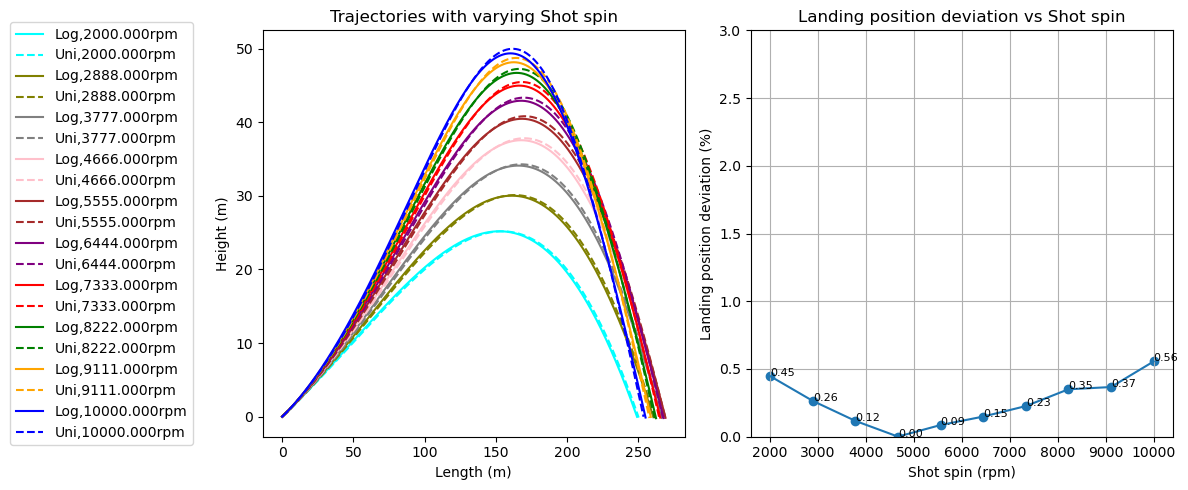 Log,2000.000rpm
Uni,2000.000rpm
Log,2888.000rpm
Uni,2888.000rpm
Log,3777.000rpm
Uni,3777.000rpm
Log,4666.000rpm
Uni,4666.000rpm
Log,5555.000rpm
Uni,5555.000rpm
Log,6444.000rpm
Uni,6444.000rpm
Log,7333.000rpm
Uni,7333.000rpm
Log,8222.000rpm
Uni,8222.000rpm
Log,9111.000rpm
Uni,9111.000rpm
Log,10000.000rpm
Uni,10000.000rpm
Trajectories with varying Shot spin
Height (m)
50
40
30
20
10
0
0 50 100 150 200 250
Length (m)
Landing position deviation vs Shot spin
Landing position deviation (%)
3.0
2.5
2.0
1.5
1.0
0.5
0.0
0.45
0.26
0.12
0.00
0.09
0.15
0.23
0.35
0.37
0.56
2000 3000 4000 5000 6000 7000 8000 9000 10000
Shot spin (rpm)